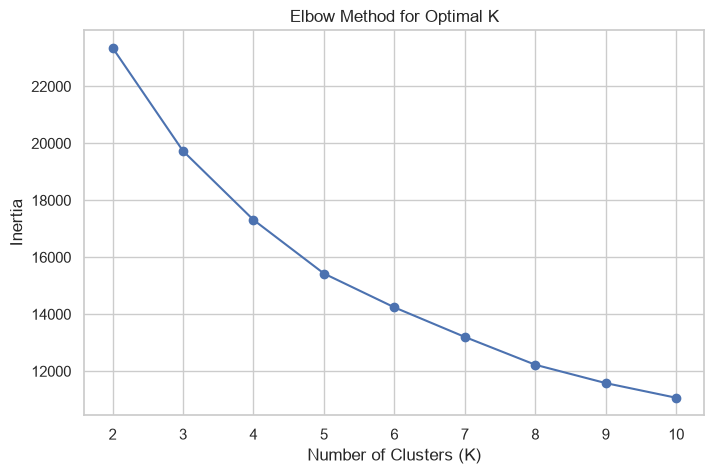 Elbow Method for Optimal K
22000
20000
18000
16000
14000
12000
Inertia
2 3 4 5 6 7 8 9 10
Number of Clusters (K)